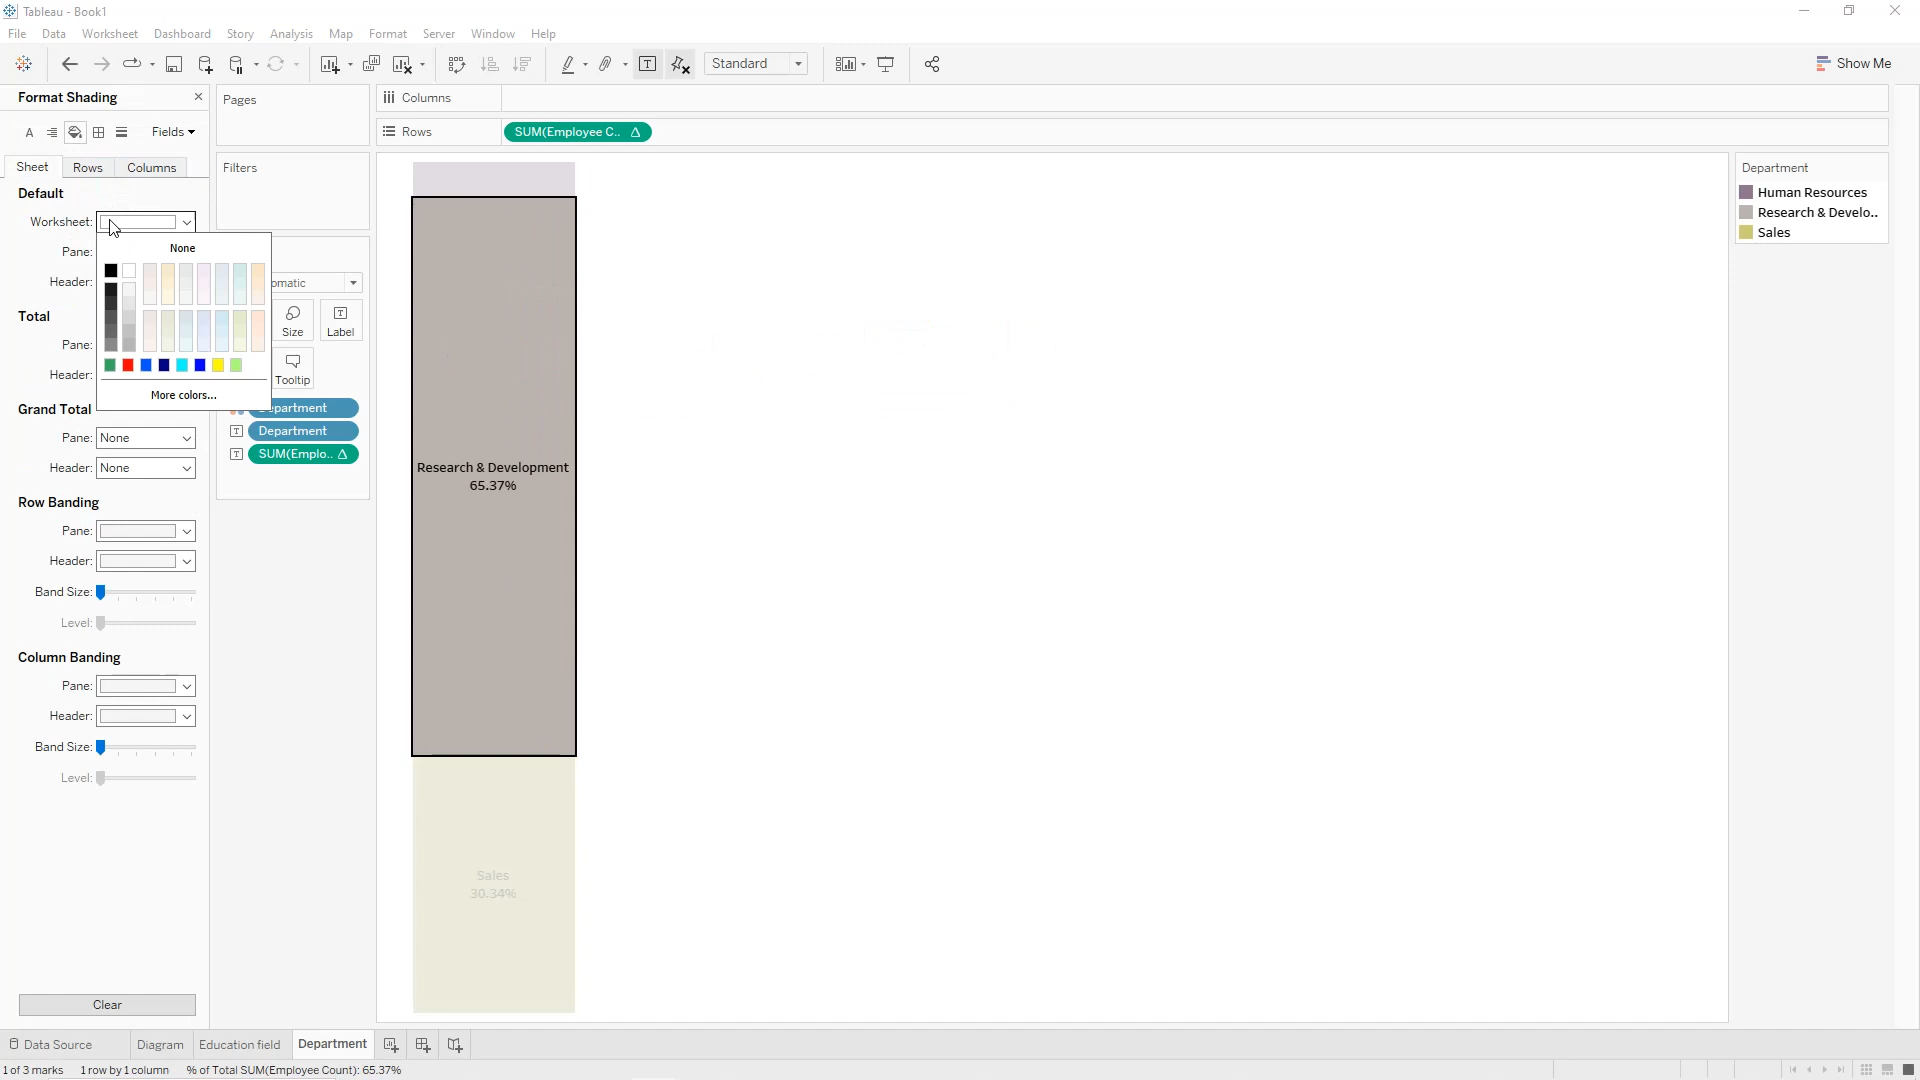 Tableau - Book1
File Data Worksheet Dashboard Story Analysis Map Format Server Window Help
Standard
Show Me
Format Shading
Fields
Sheet Rows Columns
Default
Worksheet:
Pane:
Header:
None
More colors...
Total
Pane:
Header:
Grand Total
Pane: None
Header: None
Row Banding
Pane:
Header:
Band Size:
Level:
Column Banding
Pane:
Header:
Band Size:
Level:
Clear
Pages
Filters
omatic
Size
Label
Tooltip
epartment
Department
SUM(Emplo.. Δ
Columns
Rows
SUM(Employee C.. Δ
Research & Development
65.37%
Sales
30.34%
Department
Human Resources
Research & Develo..
Sales
Data Source Diagram Education field Department
1 of 3 marks 1 row by 1 column % of Total SUM(Employee Count): 65.37%